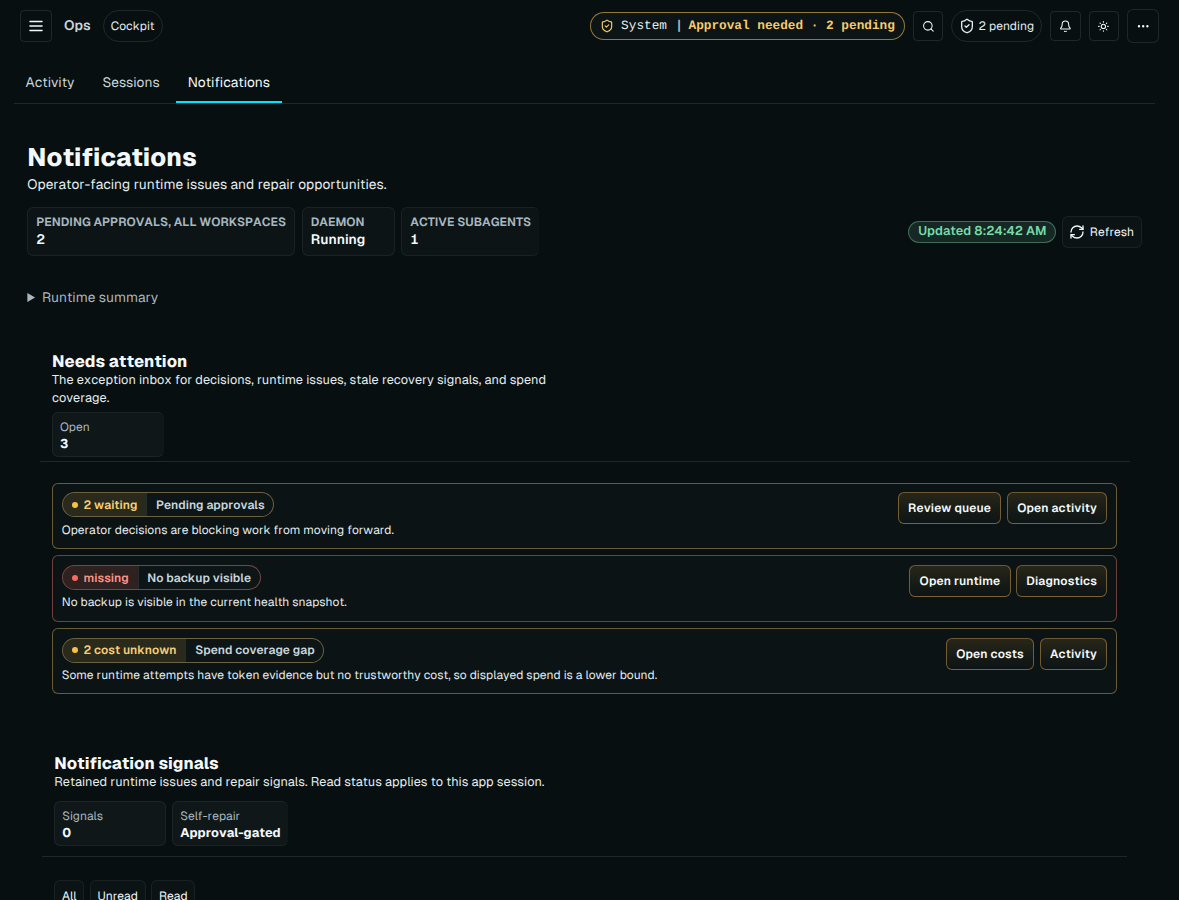 Ops
Cockpit
System | Approval needed · 2 pending
2 pending
Activity
Sessions
Notifications
Notifications
Operator-facing runtime issues and repair opportunities.
PENDING APPROVALS, ALL WORKSPACES
2
DAEMON
Running
ACTIVE SUBAGENTS
1
Updated 8:24:42 AM
Refresh
Runtime summary
Needs attention
The exception inbox for decisions, runtime issues, stale recovery signals, and spend
coverage.
Open
3
2 waiting
Pending approvals
Operator decisions are blocking work from moving forward.
Review queue
Open activity
missing
No backup visible
No backup is visible in the current health snapshot.
Open runtime
Diagnostics
2 cost unknown
Spend coverage gap
Some runtime attempts have token evidence but no trustworthy cost, so displayed spend is a lower bound.
Open costs
Activity
Notification signals
Retained runtime issues and repair signals. Read status applies to this app session.
Signals
0
Self-repair
Approval-gated
All
Unread
Read